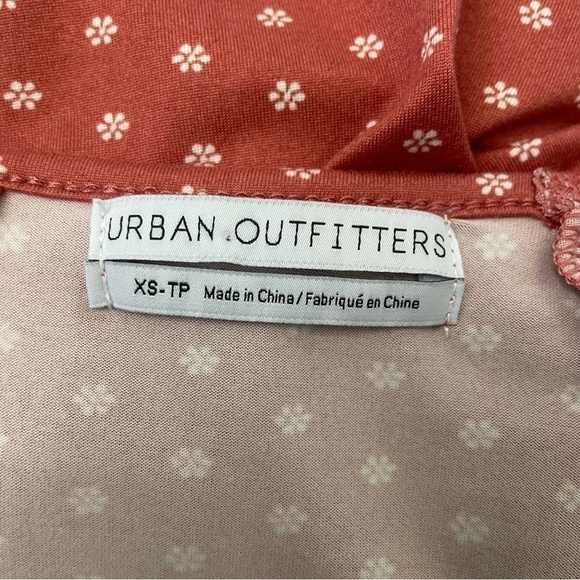 URBAN OUTFITTERS
XS-TP Made in China/Fabriqué en Chine